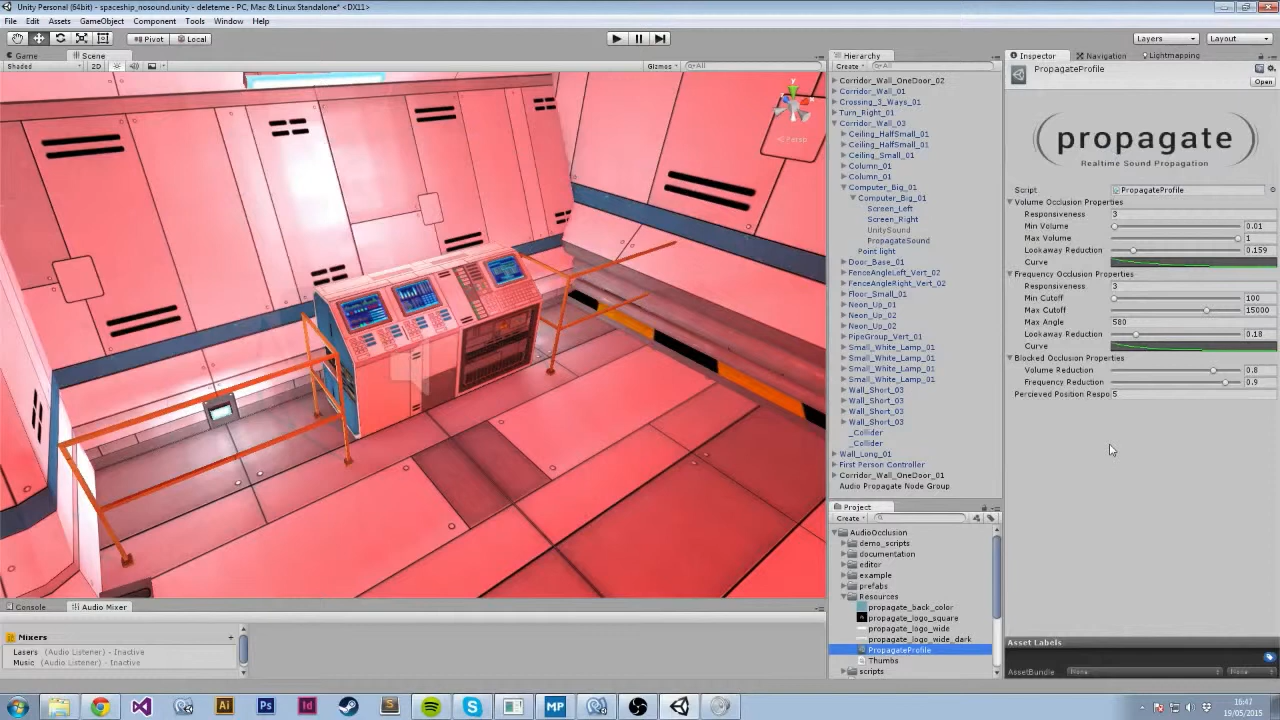 Unity Personal (64bit) - spaceship_nosound.unity - deleteme - PC, Mac & Linux Standalone* <DX11>
File Edit Assets GameObject Component Tools Window Help
Pivot Local Layers Layout
Game Scene
Shaded 2D Gizmos All
Hierarchy
Create All
Corridor_Wall_OneDoor_02
Corridor_Wall_01
Crossing_3_Ways_01
Turn_Right_01
Corridor_Wall_03
Ceiling_HalfSmall_01
Ceiling_HalfSmall_01
Ceiling_Small_01
Column_01
Column_01
Computer_Big_01
Computer_Big_01
Screen_Left
Screen_Right
UnitySound
PropagateSound
Point light
Door_Base_01
FenceAngleLeft_Vert_02
FenceAngleRight_Vert_02
Floor_Small_01
Neon_Up_01
Neon_Up_02
Neon_Up_02
PipeGroup_Vert_01
Small_White_Lamp_01
Small_White_Lamp_01
Small_White_Lamp_01
Small_White_Lamp_01
Wall_Short_03
Wall_Short_03
Wall_Short_03
Wall_Short_03
_Collider
_Collider
Wall_Long_01
First Person Controller
Corridor_Wall_OneDoor_01
Audio Propagate Node Group
Persp
Inspector Navigation Lightmapping
PropagateProfile
Open
propagate
Realtime Sound Propagation
Script PropagateProfile
Volume Occlusion Properties
Responsiveness 3
Min Volume 0.01
Max Volume 1
Lookaway Reduction 0.159
Curve
Frequency Occlusion Properties
Responsiveness 3
Min Cutoff 100
Max Cutoff 15000
Max Angle 580
Lookaway Reduction 0.18
Curve
Blocked Occlusion Properties
Volume Reduction 0.8
Frequency Reduction 0.9
Percieved Position Respo 5
Project
Create
AudioOcclusion
demo_scripts
documentation
editor
example
prefabs
Resources
propagate_back_color
propagate_logo_square
propagate_logo_wide
propagate_logo_wide_dark
PropagateProfile
Thumbs
scripts
Asset Labels
AssetBundle None None
Console Audio Mixer
Mixers +
Lasers (Audio Listener) - Inactive
Music (Audio Listener) - Inactive
Ai Ps Id S MP
16:47
19/05/2015